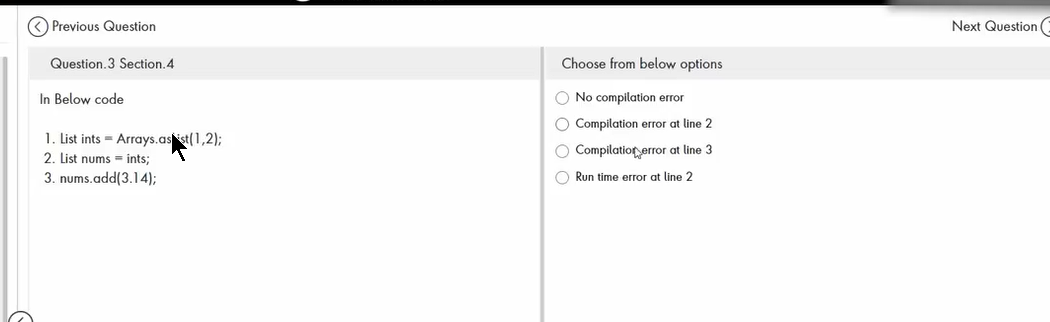 Previous Question
Next Question
Question.3 Section.4
In Below code
1. List ints = Arrays.aslist(1,2);
2. List nums = ints;
3. nums.add(3.14);
Choose from below options
No compilation error
Compilation error at line 2
Compilation error at line 3
Run time error at line 2